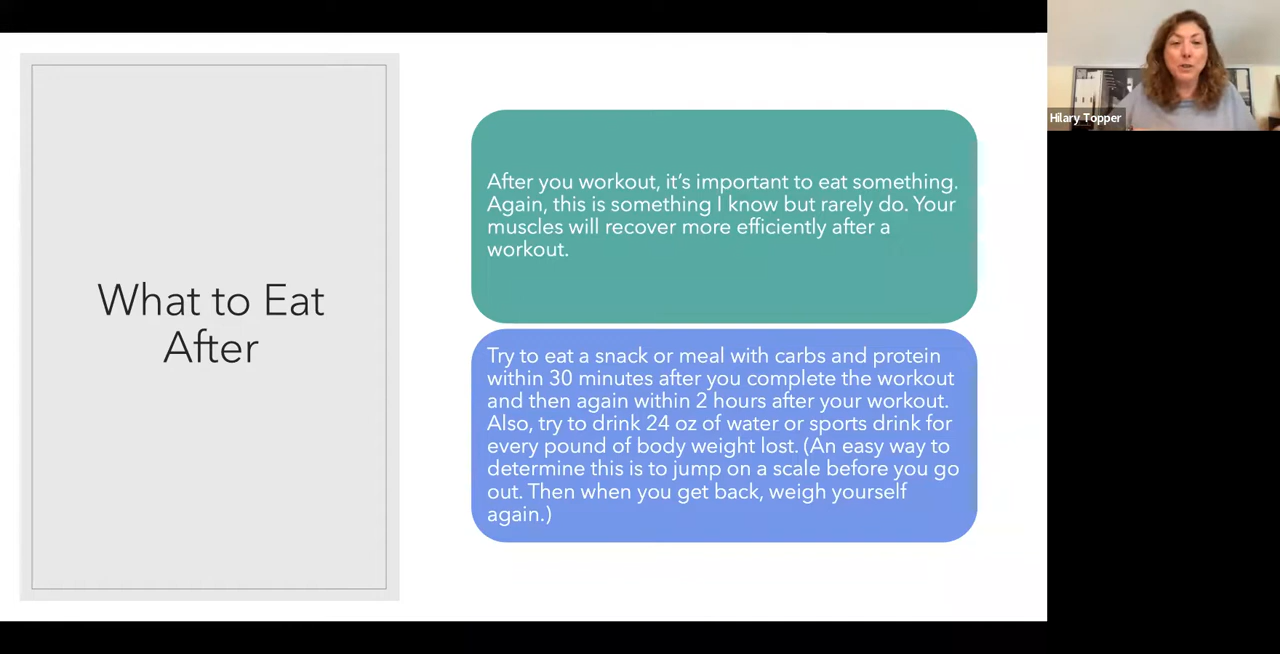 What to Eat
After
After you workout, it's important to eat something.
Again, this is something I know but rarely do. Your
muscles will recover more efficiently after a
workout.
Try to eat a snack or meal with carbs and protein
within 30 minutes after you complete the workout
and then again within 2 hours after your workout.
Also, try to drink 24 oz of water or sports drink for
every pound of body weight lost. (An easy way to
determine this is to jump on a scale before you go
out. Then when you get back, weigh yourself
again.)
Hilary Topper